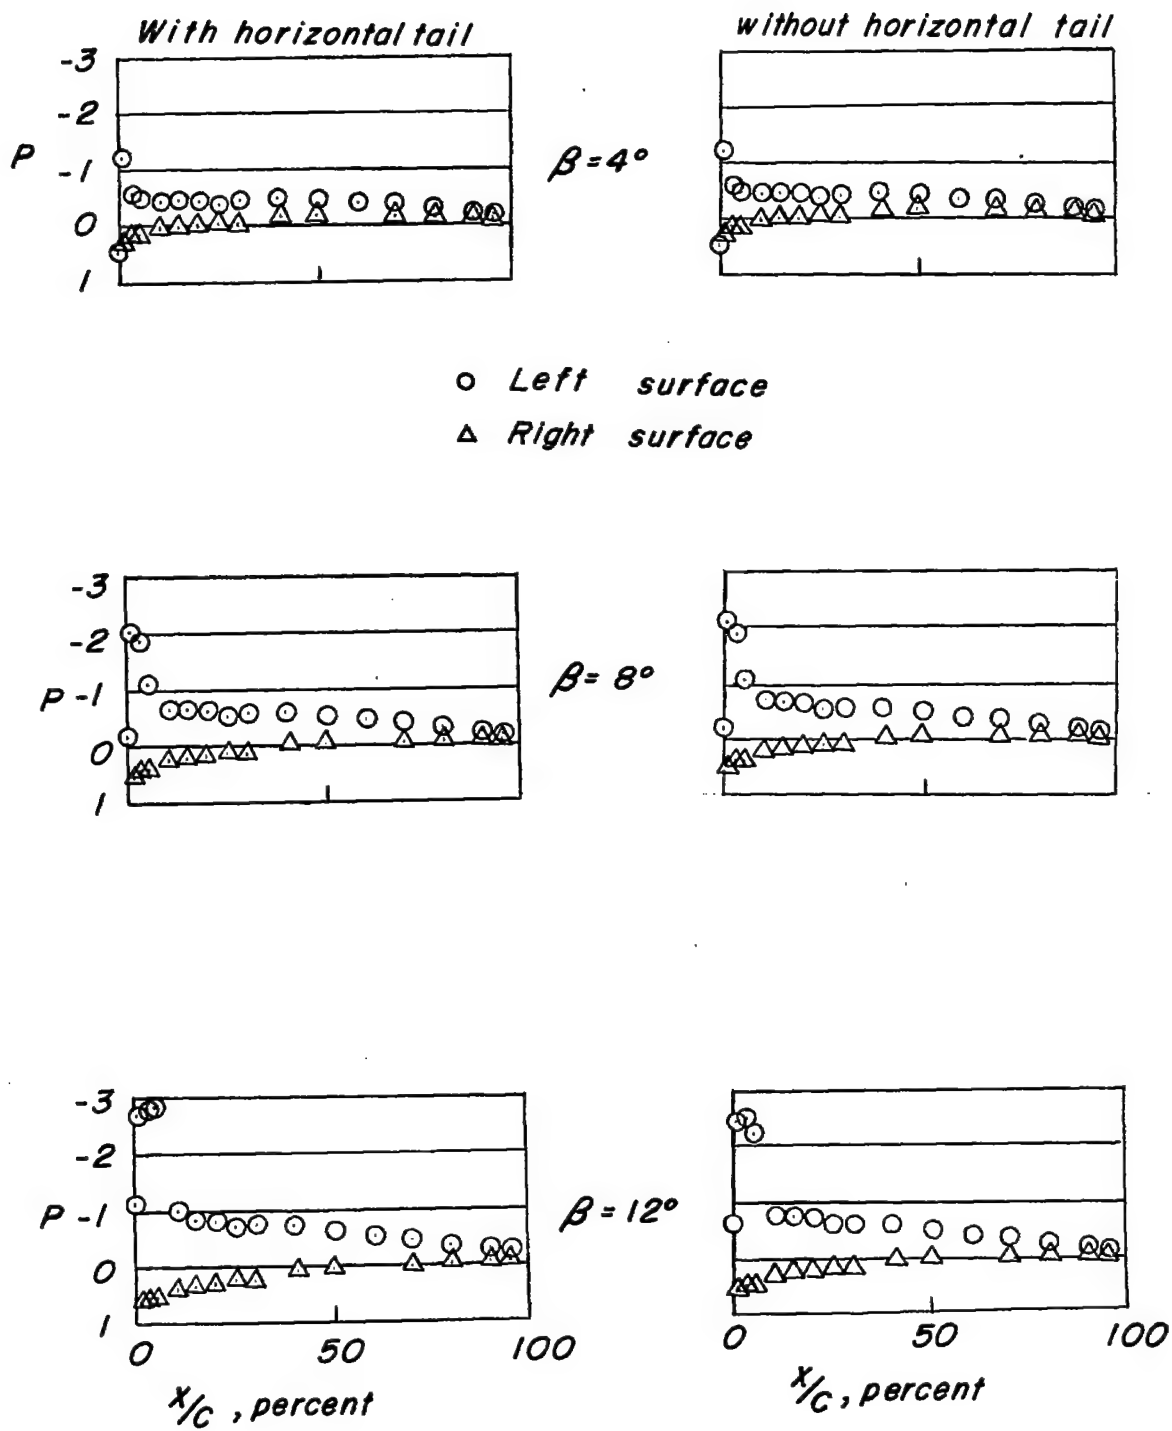 With horizontal tail
without horizontal tail
-3
-2
P
-1
0
1
β = 4°
○ Left surface
△ Right surface
-3
-2
P -1
0
1
β = 8°
-3
-2
P -1
0
1
β = 12°
0 50 100
0 50 100
x/c, percent
x/c, percent